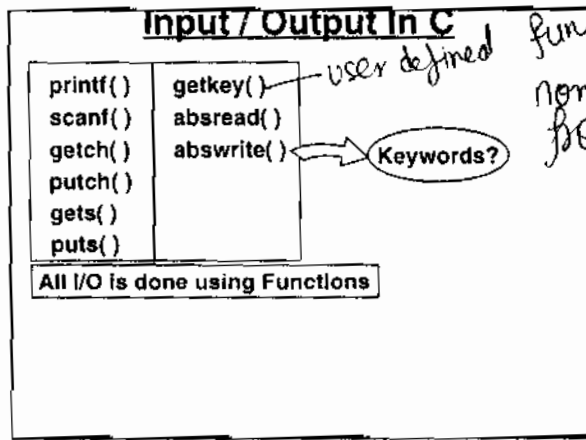 Input / Output In C
printf( ) getkey( ) user defined fun
scanf( ) absread( )
getch( ) abswrite( ) Keywords?
putch( )
gets( )
puts( )
All I/O is done using Functions